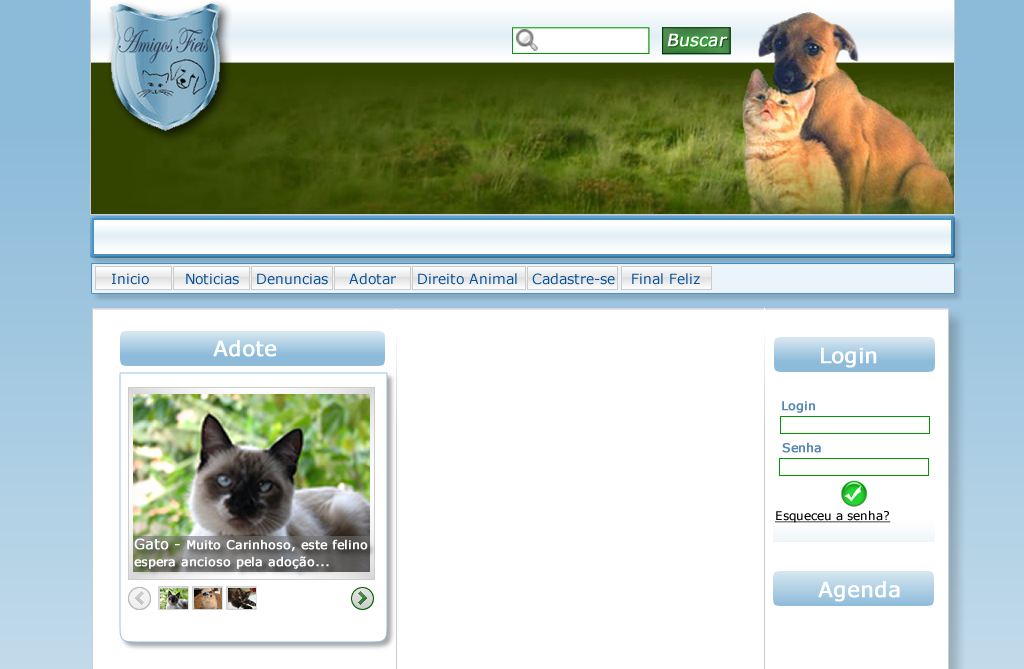 Amigos Fieis
Buscar
Inicio
Noticias
Denuncias
Adotar
Direito Animal
Cadastre-se
Final Feliz
Adote
Gato - Muito Carinhoso, este felino
espera ancioso pela adoção...
Login
Login
Senha
Esqueceu a senha?
Agenda